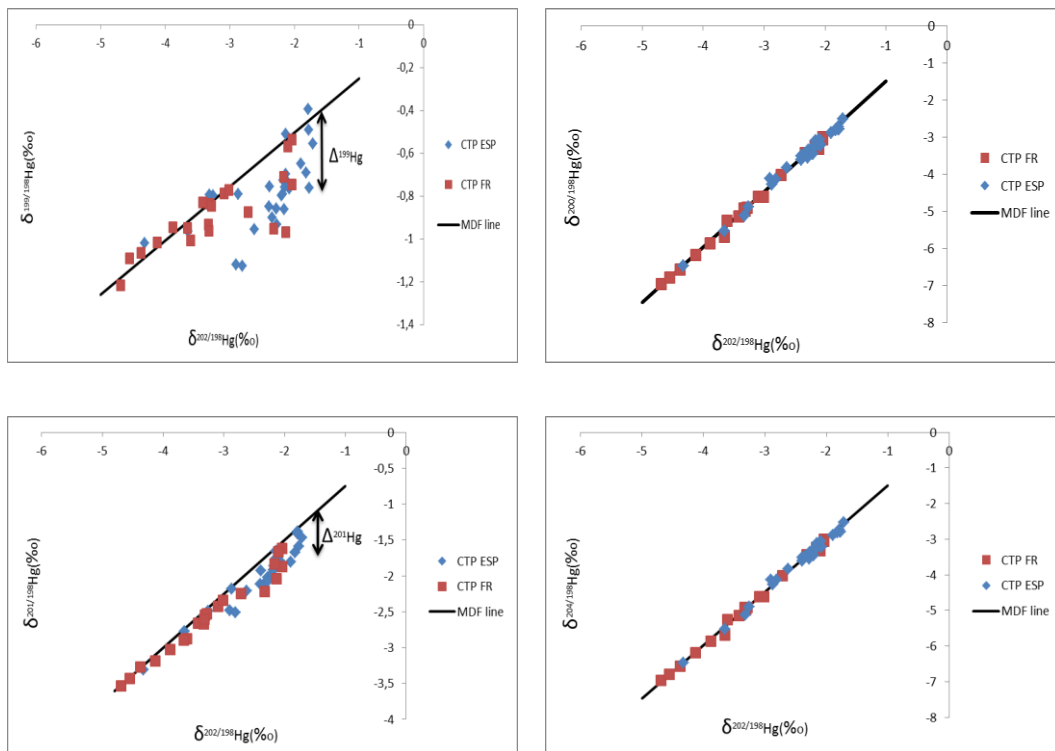 -6 -5 -4 -3 -2 -1 0
0
-0,2
-0,4
-0,6
-0,8
-1
-1,2
-1,4
δ¹⁹⁹/¹⁹⁸Hg(‰)
Δ¹⁹⁹Hg
CTP ESP
CTP FR
MDF line
δ²⁰²/¹⁹⁸Hg(‰)
-6 -5 -4 -3 -2 -1 0
0
-1
-2
-3
-4
-5
-6
-7
-8
δ²⁰⁰/¹⁹⁸Hg(‰)
CTP FR
CTP ESP
MDF line
δ²⁰²/¹⁹⁸Hg(‰)
-6 -5 -4 -3 -2 -1 0
0
-0,5
-1
-1,5
-2
-2,5
-3
-3,5
-4
δ²⁰¹/¹⁹⁸Hg(‰)
Δ²⁰¹Hg
CTP ESP
CTP FR
MDF line
δ²⁰²/¹⁹⁸Hg(‰)
-6 -5 -4 -3 -2 -1 0
0
-1
-2
-3
-4
-5
-6
-7
-8
δ²⁰⁴/¹⁹⁸Hg(‰)
CTP FR
CTP ESP
MDF line
δ²⁰²/¹⁹⁸Hg(‰)